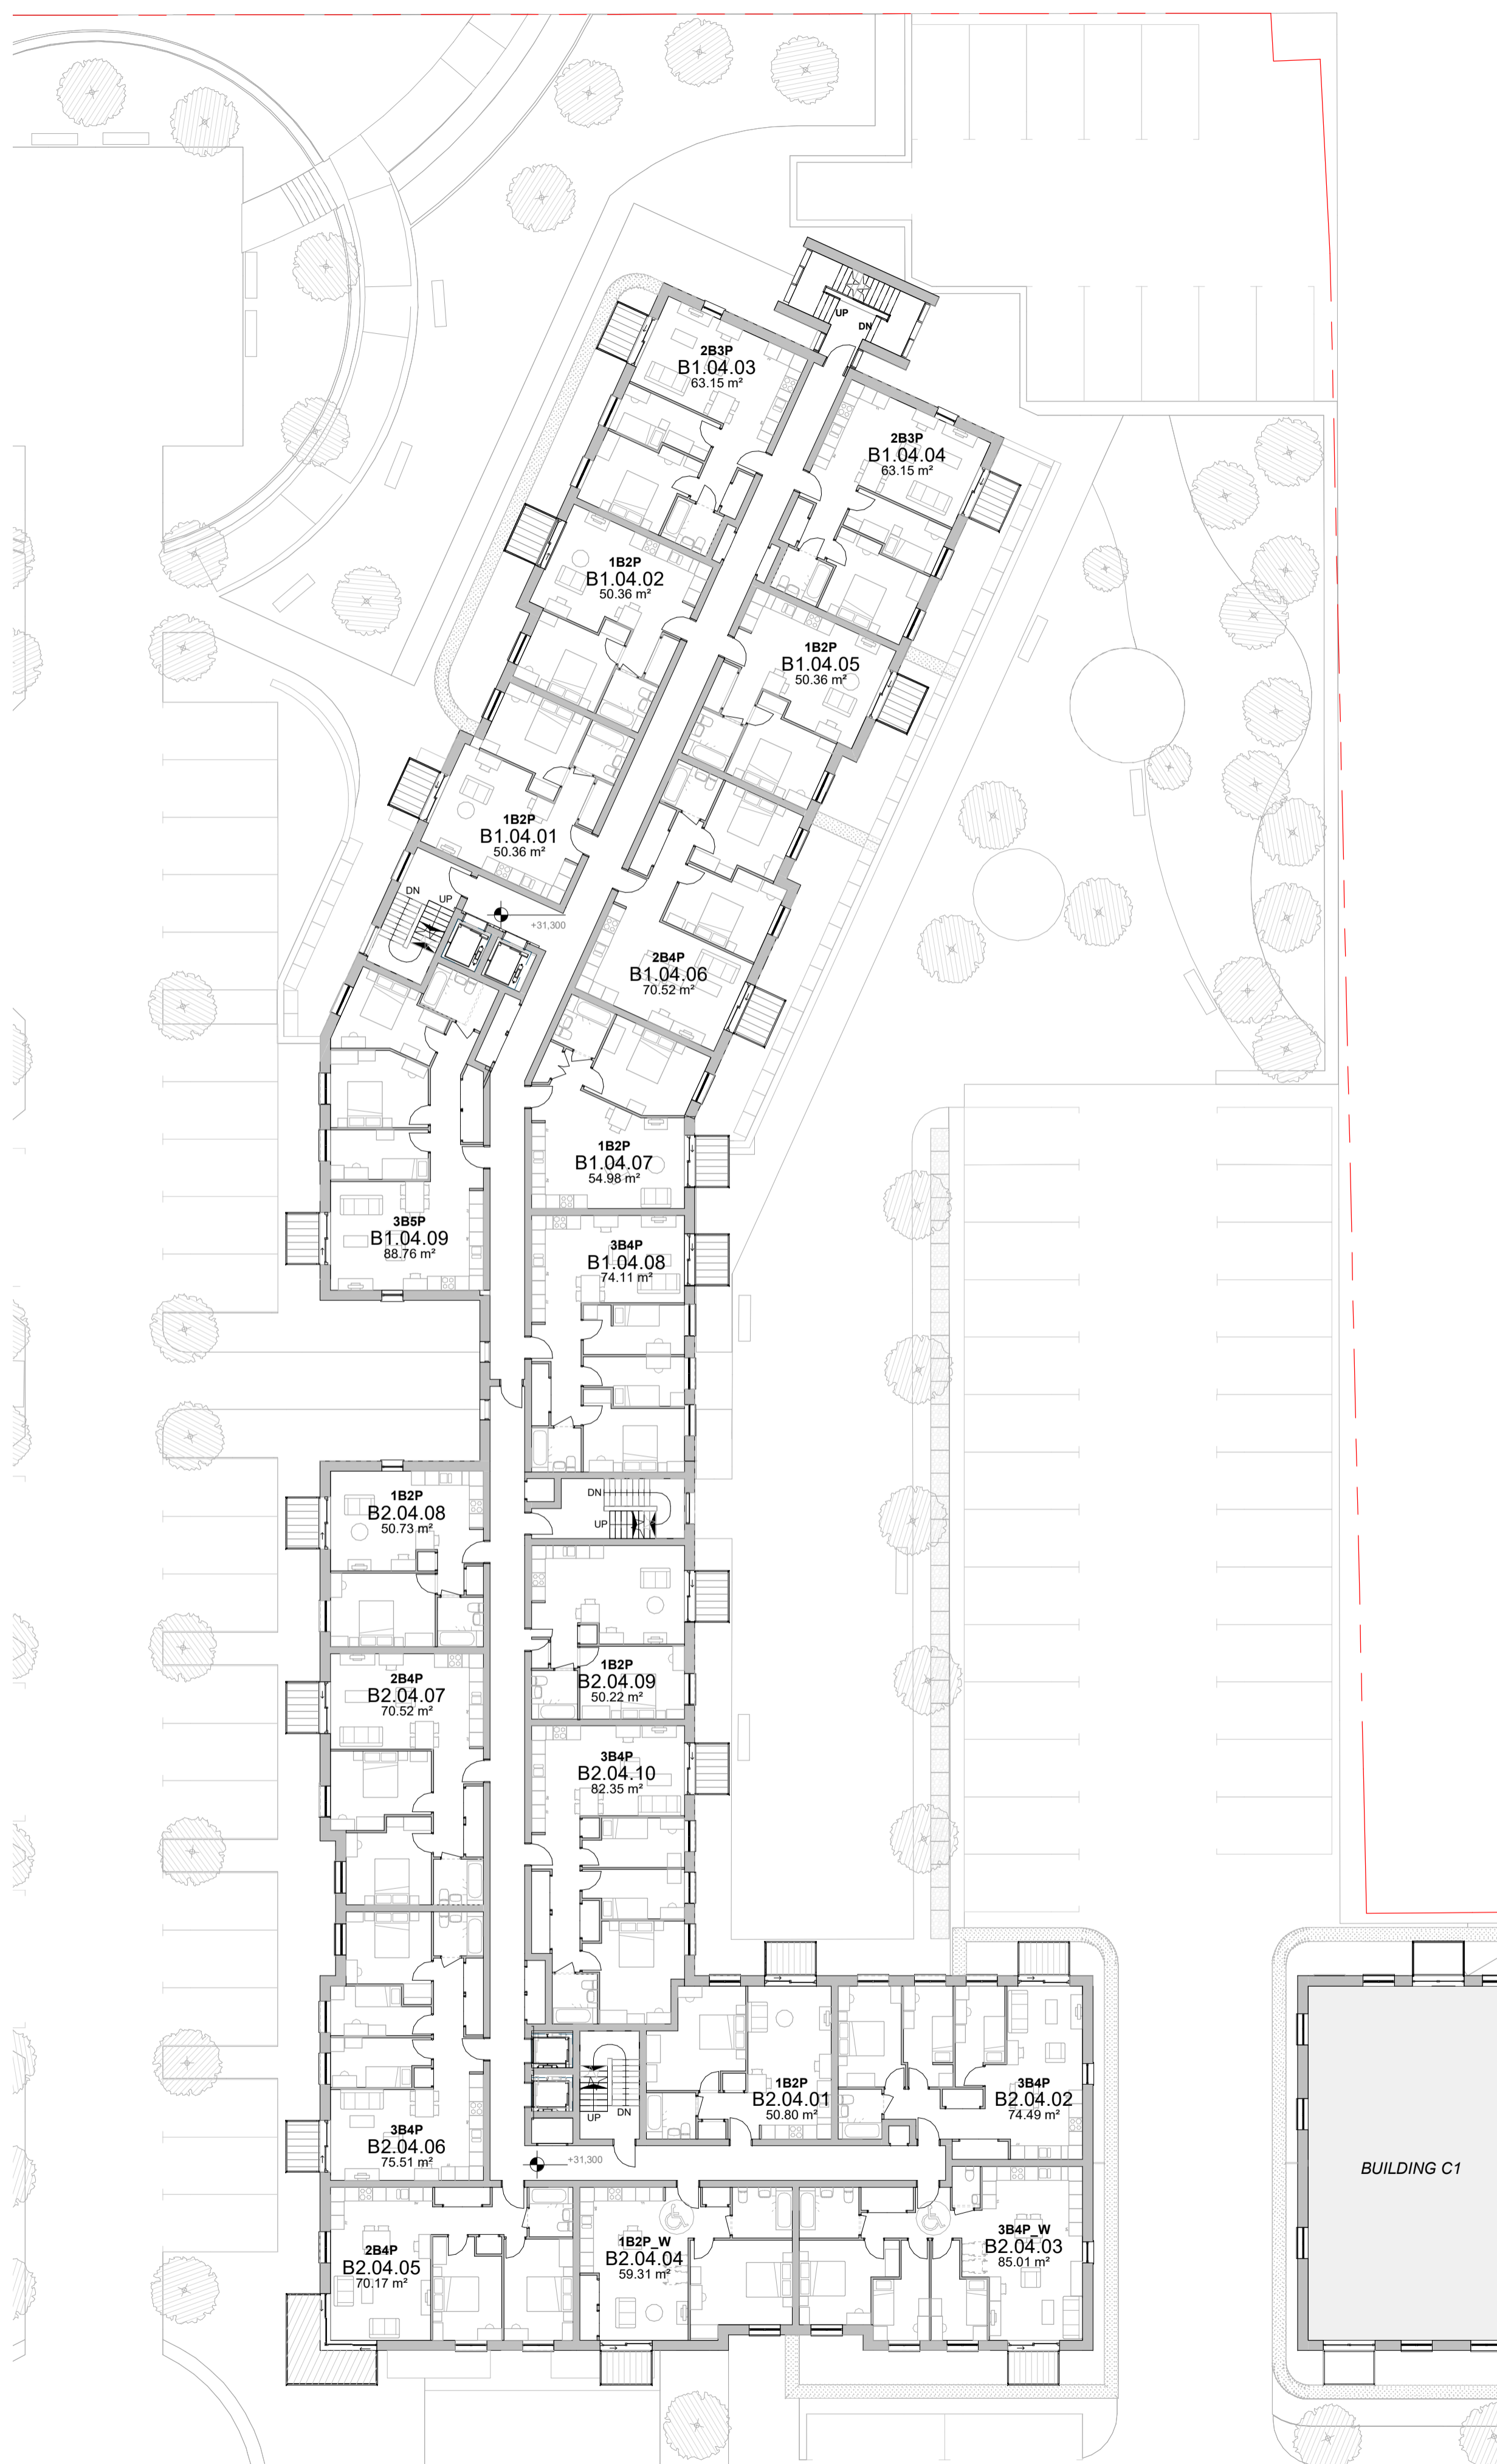 UP
DN
2B3P
B1.04.03
63.15 m²
2B3P
B1.04.04
63.15 m²
1B2P
B1.04.02
50.36 m²
1B2P
B1.04.05
50.36 m²
1B2P
B1.04.01
50.36 m²
DN
UP
+31,300
2B4P
B1.04.06
70.52 m²
1B2P
B1.04.07
54.98 m²
3B5P
B1.04.09
88.76 m²
3B4P
B1.04.08
74.11 m²
DN
UP
1B2P
B2.04.08
50.73 m²
1B2P
B2.04.09
50.22 m²
2B4P
B2.04.07
70.52 m²
3B4P
B2.04.10
82.35 m²
1B2P
B2.04.01
50.80 m²
3B4P
B2.04.02
74.49 m²
UP
DN
3B4P
B2.04.06
75.51 m²
+31,300
BUILDING C1
2B4P
B2.04.05
70.17 m²
1B2P_W
B2.04.04
59.31 m²
3B4P_W
B2.04.03
85.01 m²